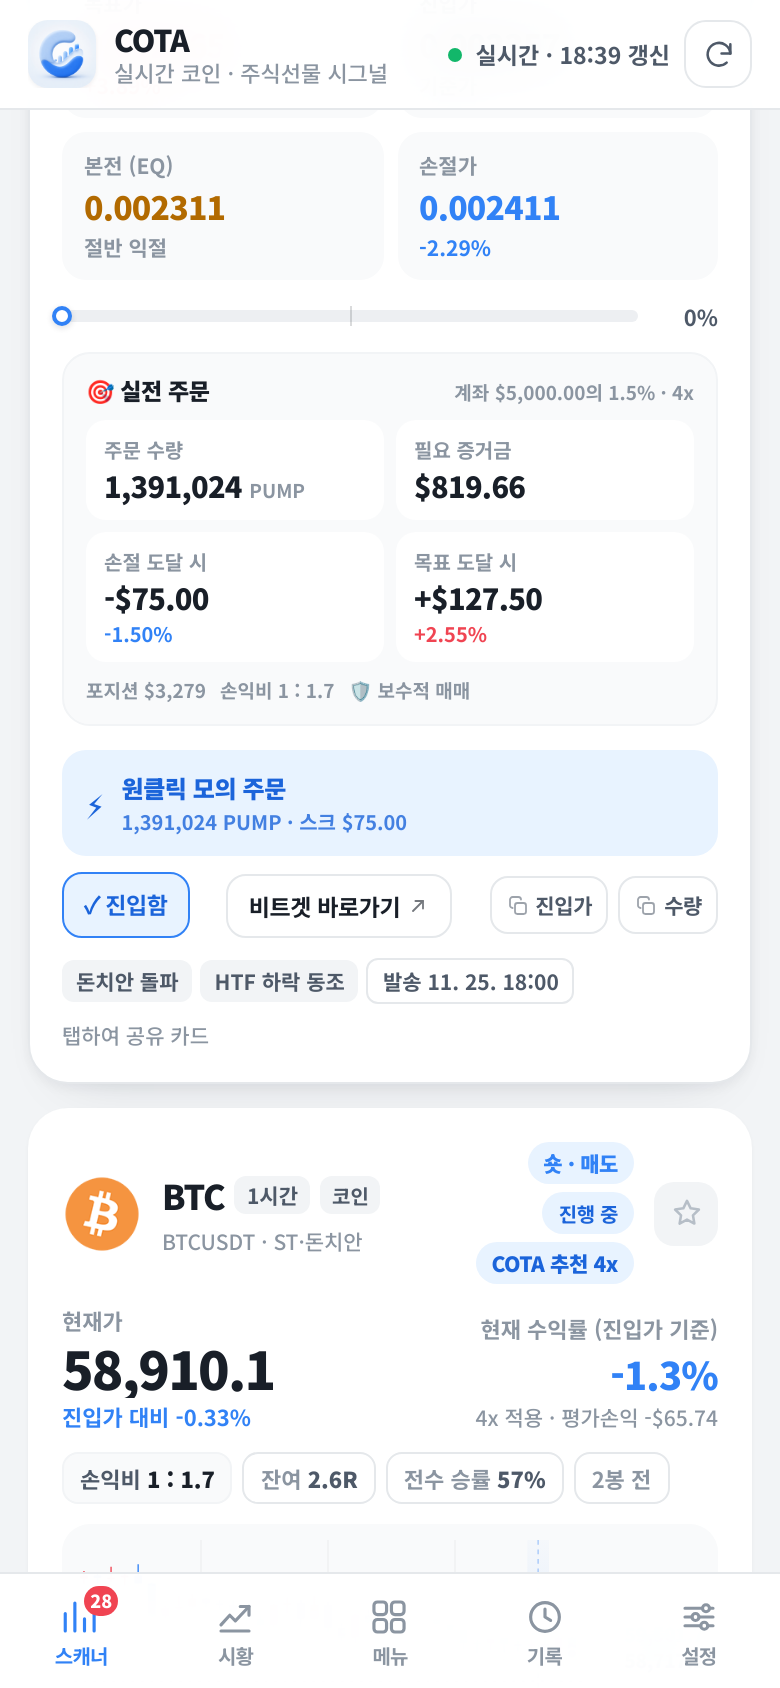 COTA
실시간 코인 · 주식선물 시그널
실시간 · 18:39 갱신
본전 (EQ)
0.002311
절반 익절
손절가
0.002411
-2.29%
0%
🎯 실전 주문
계좌 $5,000.00의 1.5% · 4x
주문 수량
1,391,024 PUMP
필요 증거금
$819.66
손절 도달 시
-$75.00
-1.50%
목표 도달 시
+$127.50
+2.55%
포지션 $3,279 손익비 1 : 1.7 🛡️ 보수적 매매
⚡ 원클릭 모의 주문
1,391,024 PUMP · 스크 $75.00
✓ 진입함
비트겟 바로가기 ↗
진입가
수량
돈치안 돌파
HTF 하락 동조
발송 11. 25. 18:00
탭하여 공유 카드
BTC 1시간 코인
BTCUSDT · ST·돈치안
숏 · 매도
진행 중
COTA 추천 4x
현재가
58,910.1
진입가 대비 -0.33%
현재 수익률 (진입가 기준)
-1.3%
4x 적용 · 평가손익 -$65.74
손익비 1 : 1.7
잔여 2.6R
전수 승률 57%
2봉 전
28
스캐너
시황
메뉴
기록
설정